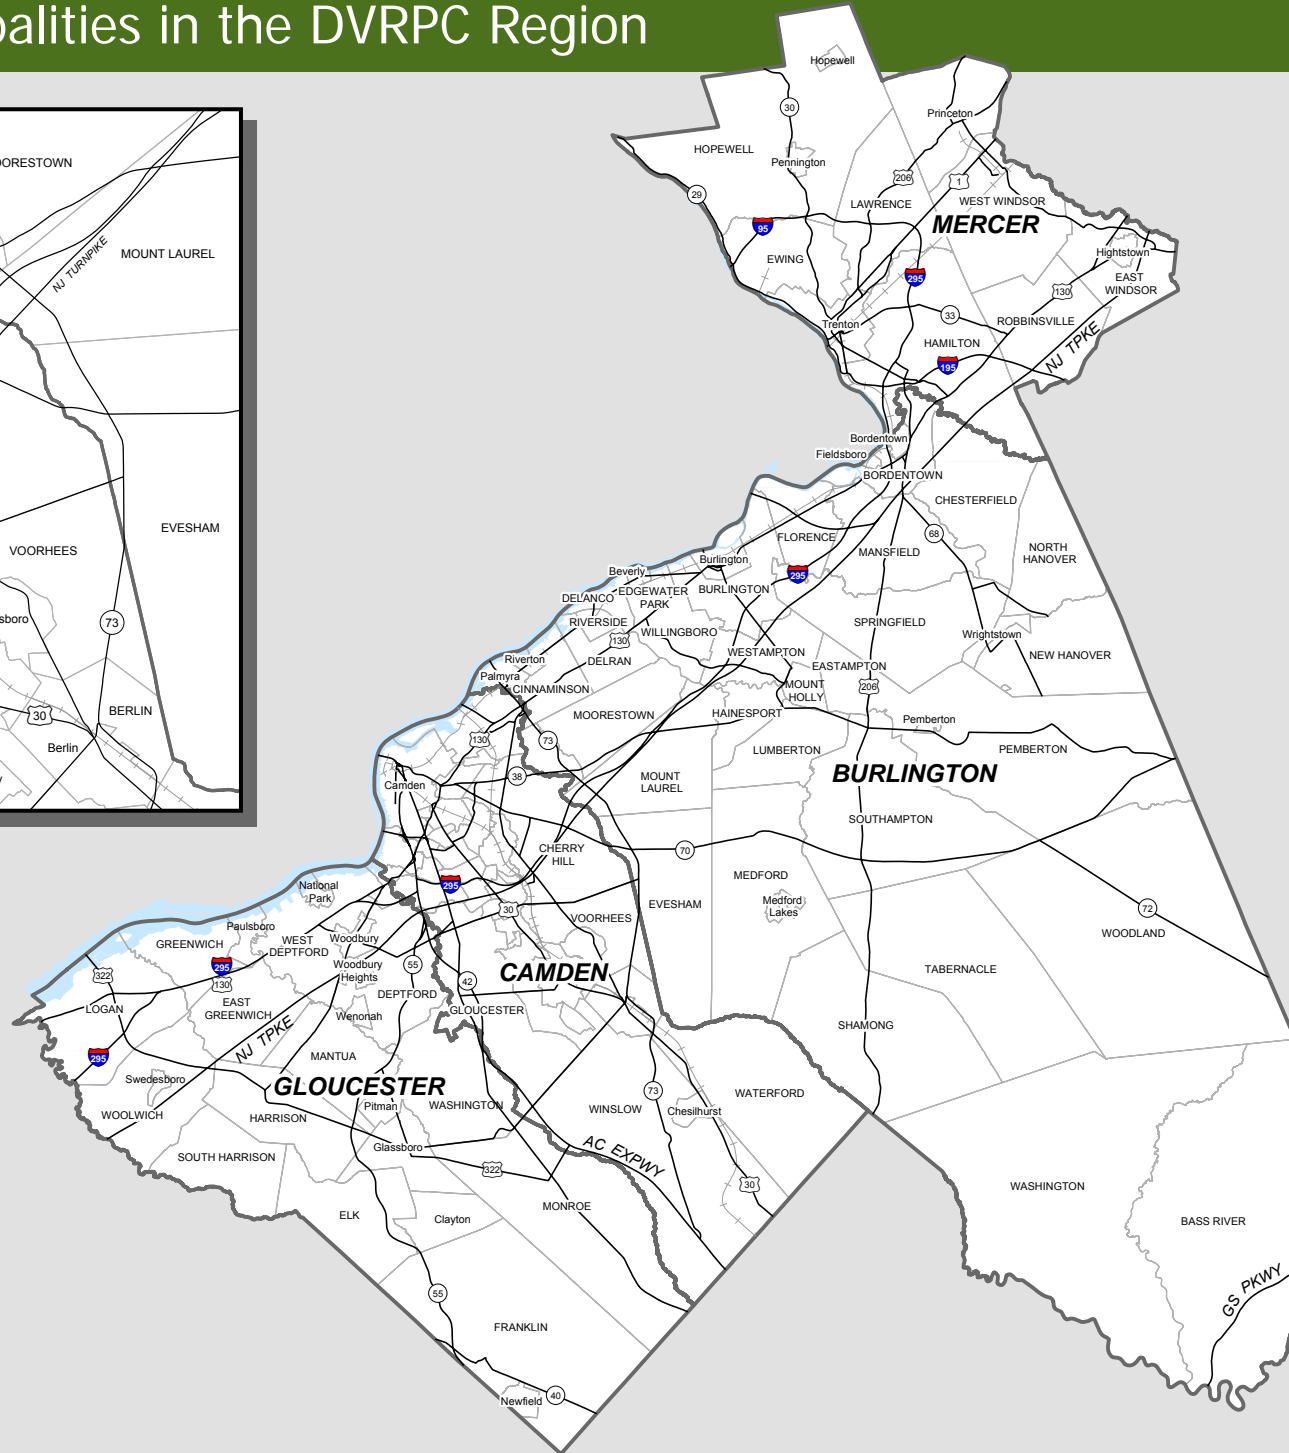 palities in the DVRPC Region
OORESTOWN
MOUNT LAUREL
NJ TURNPIKE
EVESHAM
VOORHEES
sboro
73
BERLIN
30
Berlin
Hopewell
30
Princeton
HOPEWELL
Pennington
206
1
29
LAWRENCE
WEST WINDSOR
MERCER
95
Hightstown
EWING
295
EAST
WINDSOR
130
33
Trenton
ROBBINSVILLE
HAMILTON
NJ TPKE
195
Bordentown
Fieldsboro
BORDENTOWN
CHESTERFIELD
68
FLORENCE
MANSFIELD
NORTH
HANOVER
Burlington
295
Beverly
EDGEWATER
PARK
BURLINGTON
DELANCO
RIVERSIDE
SPRINGFIELD
130
WILLINGBORO
Wrightstown
WESTAMPTON
NEW HANOVER
Riverton
DELRAN
EASTAMPTON
Palmyra
CINNAMINSON
MOUNT
HOLLY
206
MOORESTOWN
HAINESPORT
Pemberton
130
73
LUMBERTON
PEMBERTON
38
MOUNT
LAUREL
BURLINGTON
Camden
SOUTHAMPTON
CHERRY
HILL
70
295
National
Park
MEDFORD
EVESHAM
Medford
Lakes
30
72
VOORHEES
Paulsboro
WOODLAND
GREENWICH
WEST
DEPTFORD
Woodbury
295
130
Woodbury
Heights
55
CAMDEN
TABERNACLE
322
42
DEPTFORD
LOGAN
EAST
GREENWICH
GLOUCESTER
Wenonah
SHAMONG
NJ TPKE
295
MANTUA
Swedesboro
GLOUCESTER
73
WATERFORD
WOOLWICH
Pitman
WASHINGTON
WINSLOW
Chesilhurst
HARRISON
Glassboro
AC EXPWY
SOUTH HARRISON
322
30
WASHINGTON
MONROE
ELK
Clayton
BASS RIVER
55
GS PKWY
FRANKLIN
Newfield
40